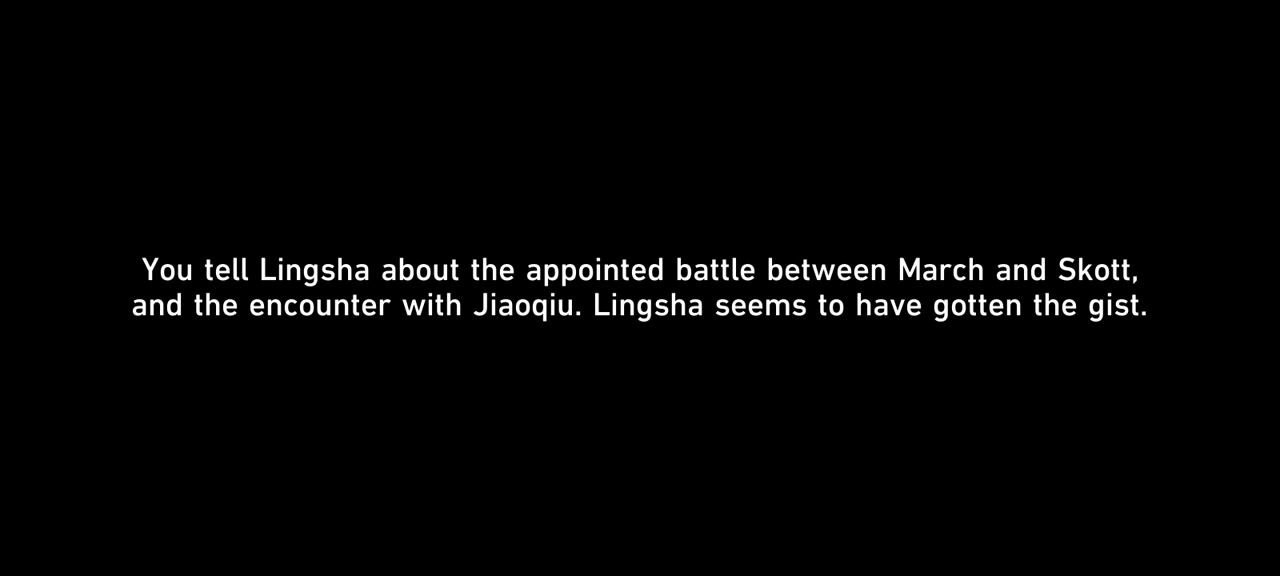 You tell Lingsha about the appointed battle between March and Skott,
and the encounter with Jiaoqiu. Lingsha seems to have gotten the gist.